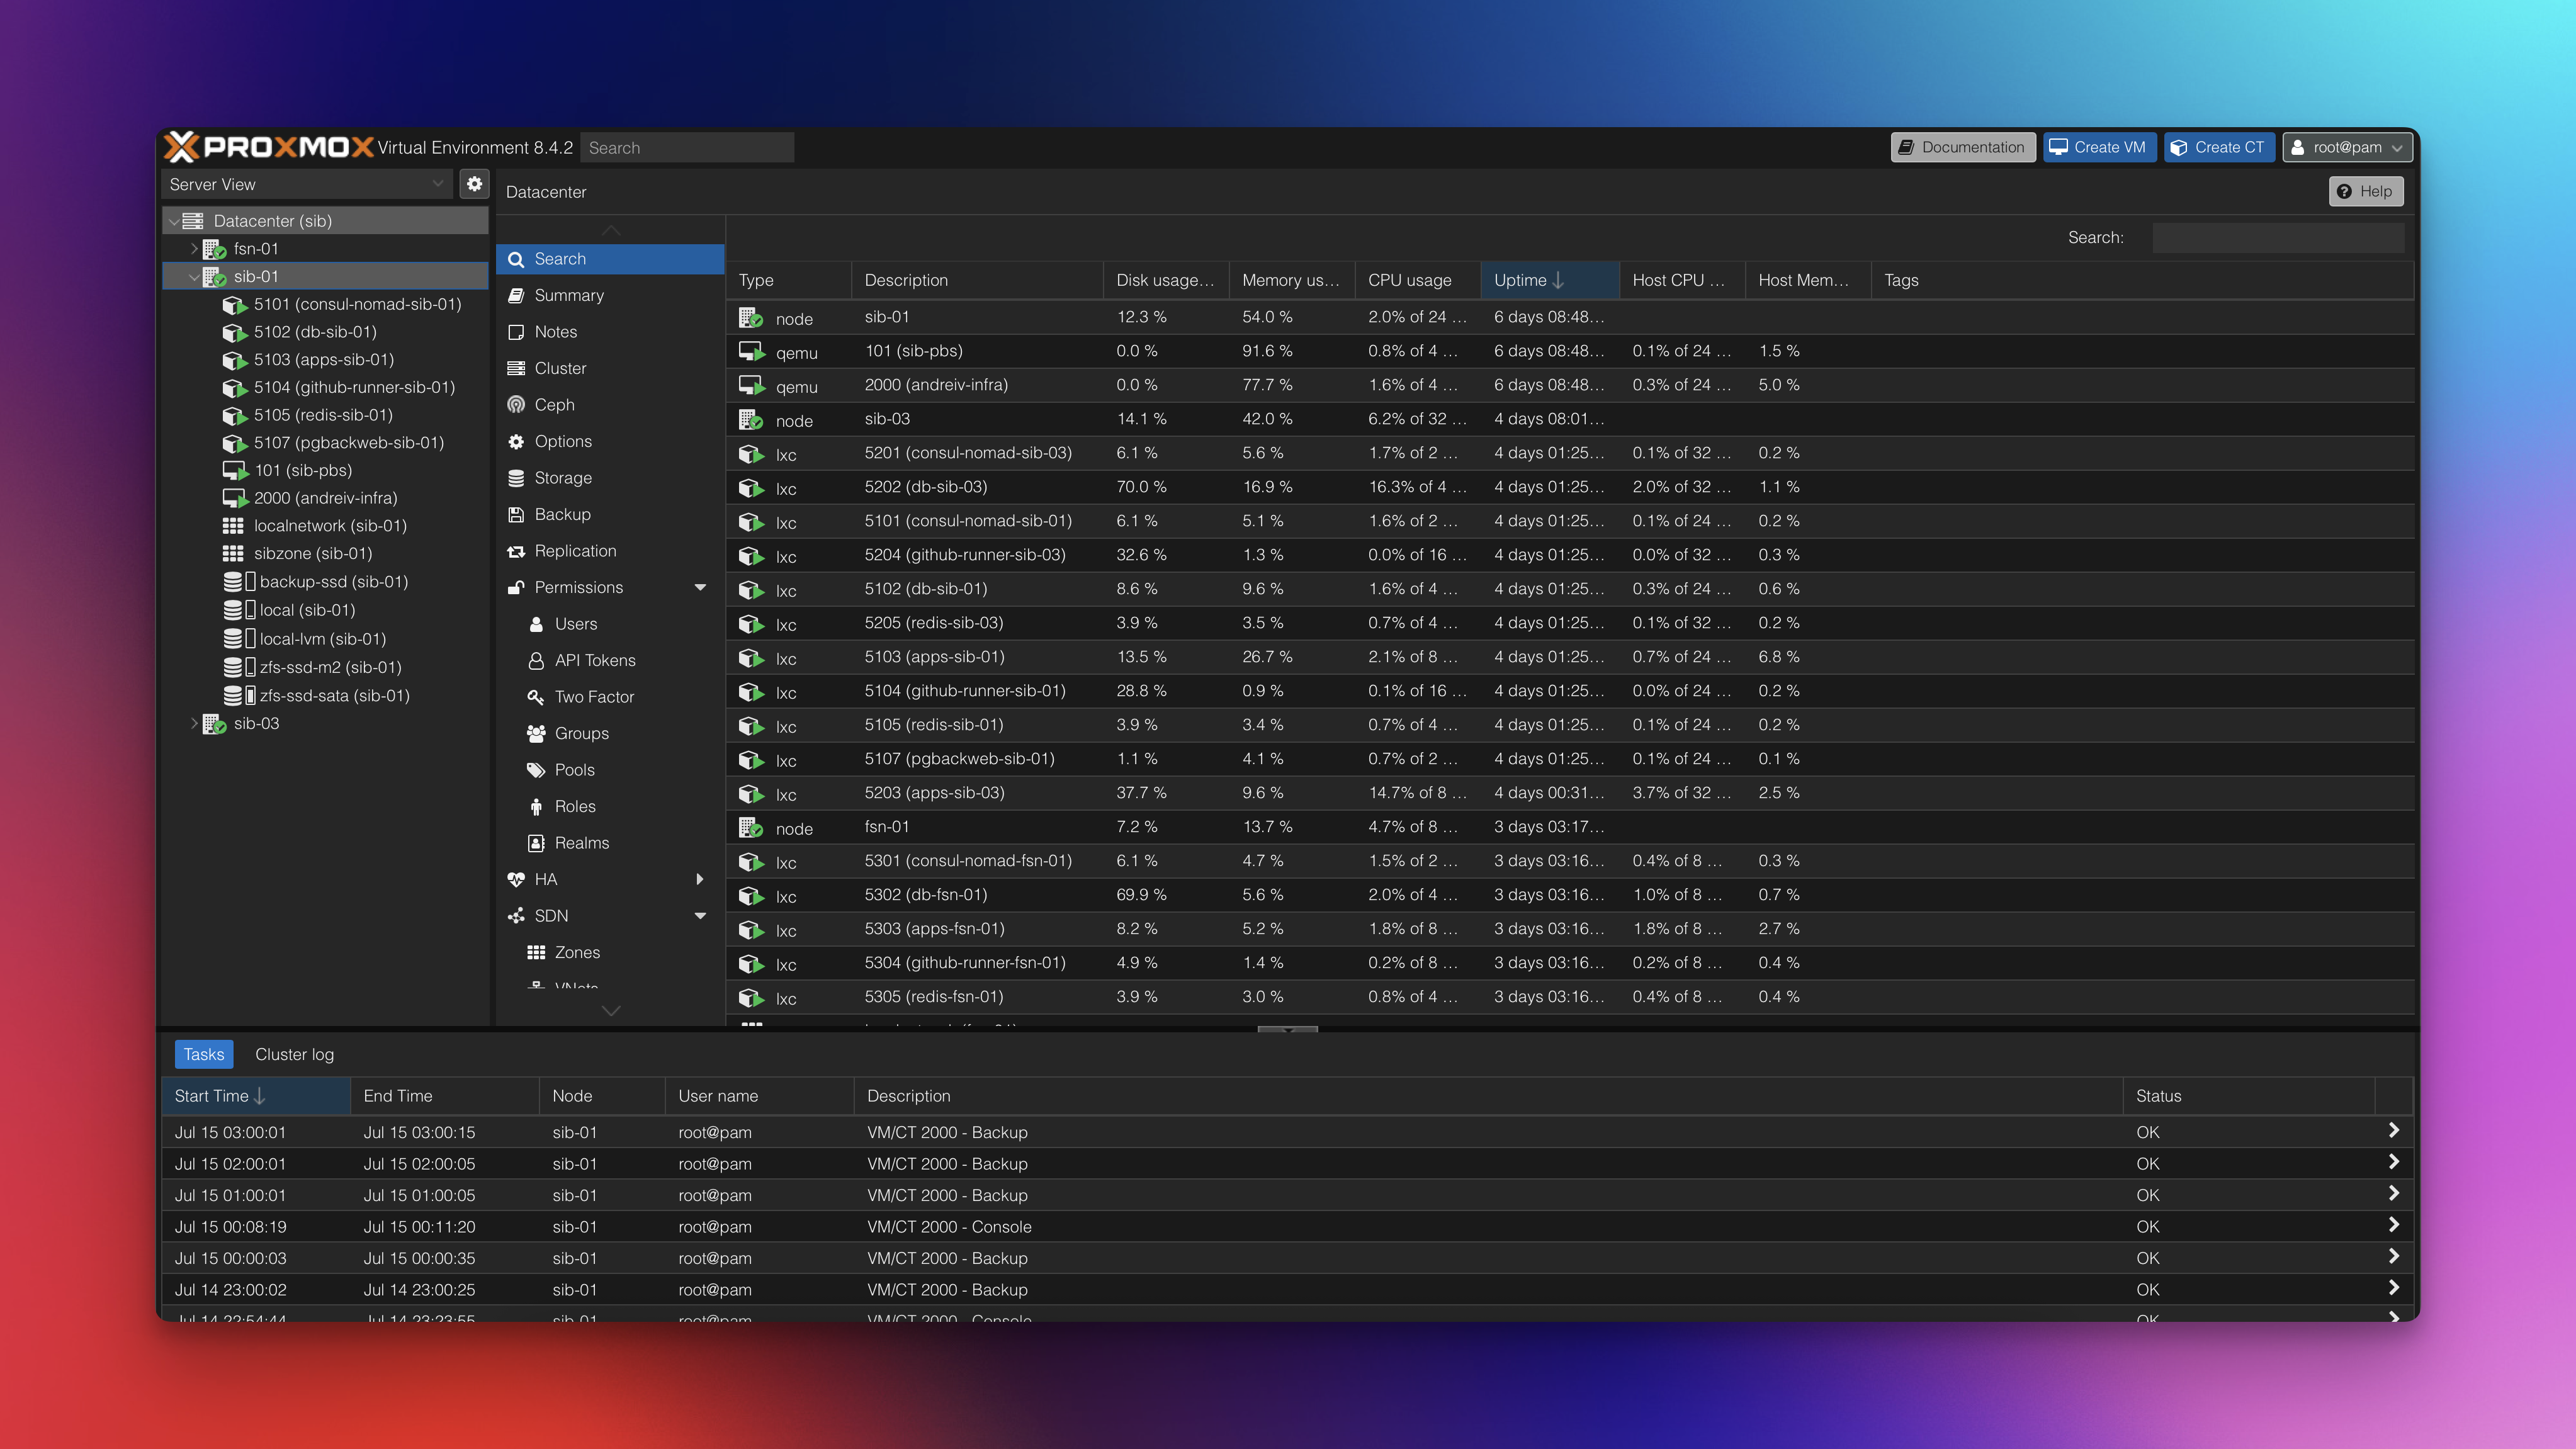 PROXMOX Virtual Environment 8.4.2 Search Documentation Create VM Create CT root@pam
Server View
Datacenter Help
Datacenter (sib)
fsn-01
sib-01
5101 (consul-nomad-sib-01)
5102 (db-sib-01)
5103 (apps-sib-01)
5104 (github-runner-sib-01)
5105 (redis-sib-01)
5107 (pgbackweb-sib-01)
101 (sib-pbs)
2000 (andreiv-infra)
localnetwork (sib-01)
sibzone (sib-01)
backup-ssd (sib-01)
local (sib-01)
local-lvm (sib-01)
zfs-ssd-m2 (sib-01)
zfs-ssd-sata (sib-01)
sib-03
Search
Summary
Notes
Cluster
Ceph
Options
Storage
Backup
Replication
Permissions
Users
API Tokens
Two Factor
Groups
Pools
Roles
Realms
HA
SDN
Zones
VNets
Search:
Type Description Disk usage... Memory us... CPU usage Uptime Host CPU ... Host Mem... Tags
node sib-01 12.3 % 54.0 % 2.0% of 24 ... 6 days 08:48...
qemu 101 (sib-pbs) 0.0 % 91.6 % 0.8% of 4 ... 6 days 08:48... 0.1% of 24 ... 1.5 %
qemu 2000 (andreiv-infra) 0.0 % 77.7 % 1.6% of 4 ... 6 days 08:48... 0.3% of 24 ... 5.0 %
node sib-03 14.1 % 42.0 % 6.2% of 32 ... 4 days 08:01...
lxc 5201 (consul-nomad-sib-03) 6.1 % 5.6 % 1.7% of 2 ... 4 days 01:25... 0.1% of 32 ... 0.2 %
lxc 5202 (db-sib-03) 70.0 % 16.9 % 16.3% of 4 ... 4 days 01:25... 2.0% of 32 ... 1.1 %
lxc 5101 (consul-nomad-sib-01) 6.1 % 5.1 % 1.6% of 2 ... 4 days 01:25... 0.1% of 24 ... 0.2 %
lxc 5204 (github-runner-sib-03) 32.6 % 1.3 % 0.0% of 16 ... 4 days 01:25... 0.0% of 32 ... 0.3 %
lxc 5102 (db-sib-01) 8.6 % 9.6 % 1.6% of 4 ... 4 days 01:25... 0.3% of 24 ... 0.6 %
lxc 5205 (redis-sib-03) 3.9 % 3.5 % 0.7% of 4 ... 4 days 01:25... 0.1% of 32 ... 0.2 %
lxc 5103 (apps-sib-01) 13.5 % 26.7 % 2.1% of 8 ... 4 days 01:25... 0.7% of 24 ... 6.8 %
lxc 5104 (github-runner-sib-01) 28.8 % 0.9 % 0.1% of 16 ... 4 days 01:25... 0.0% of 24 ... 0.2 %
lxc 5105 (redis-sib-01) 3.9 % 3.4 % 0.7% of 4 ... 4 days 01:25... 0.1% of 24 ... 0.2 %
lxc 5107 (pgbackweb-sib-01) 1.1 % 4.1 % 0.7% of 2 ... 4 days 01:25... 0.1% of 24 ... 0.1 %
lxc 5203 (apps-sib-03) 37.7 % 9.6 % 14.7% of 8 ... 4 days 00:31... 3.7% of 32 ... 2.5 %
node fsn-01 7.2 % 13.7 % 4.7% of 8 ... 3 days 03:17...
lxc 5301 (consul-nomad-fsn-01) 6.1 % 4.7 % 1.5% of 2 ... 3 days 03:16... 0.4% of 8 ... 0.3 %
lxc 5302 (db-fsn-01) 69.9 % 5.6 % 2.0% of 4 ... 3 days 03:16... 1.0% of 8 ... 0.7 %
lxc 5303 (apps-fsn-01) 8.2 % 5.2 % 1.8% of 8 ... 3 days 03:16... 1.8% of 8 ... 2.7 %
lxc 5304 (github-runner-fsn-01) 4.9 % 1.4 % 0.2% of 8 ... 3 days 03:16... 0.2% of 8 ... 0.4 %
lxc 5305 (redis-fsn-01) 3.9 % 3.0 % 0.8% of 4 ... 3 days 03:16... 0.4% of 8 ... 0.4 %
Tasks Cluster log
Start Time End Time Node User name Description Status
Jul 15 03:00:01 Jul 15 03:00:15 sib-01 root@pam VM/CT 2000 - Backup OK
Jul 15 02:00:01 Jul 15 02:00:05 sib-01 root@pam VM/CT 2000 - Backup OK
Jul 15 01:00:01 Jul 15 01:00:05 sib-01 root@pam VM/CT 2000 - Backup OK
Jul 15 00:08:19 Jul 15 00:11:20 sib-01 root@pam VM/CT 2000 - Console OK
Jul 15 00:00:03 Jul 15 00:00:35 sib-01 root@pam VM/CT 2000 - Backup OK
Jul 14 23:00:02 Jul 14 23:00:25 sib-01 root@pam VM/CT 2000 - Backup OK
Jul 14 22:54:44 Jul 14 23:23:55 sib-01 root@pam VM/CT 2000 - Console OK